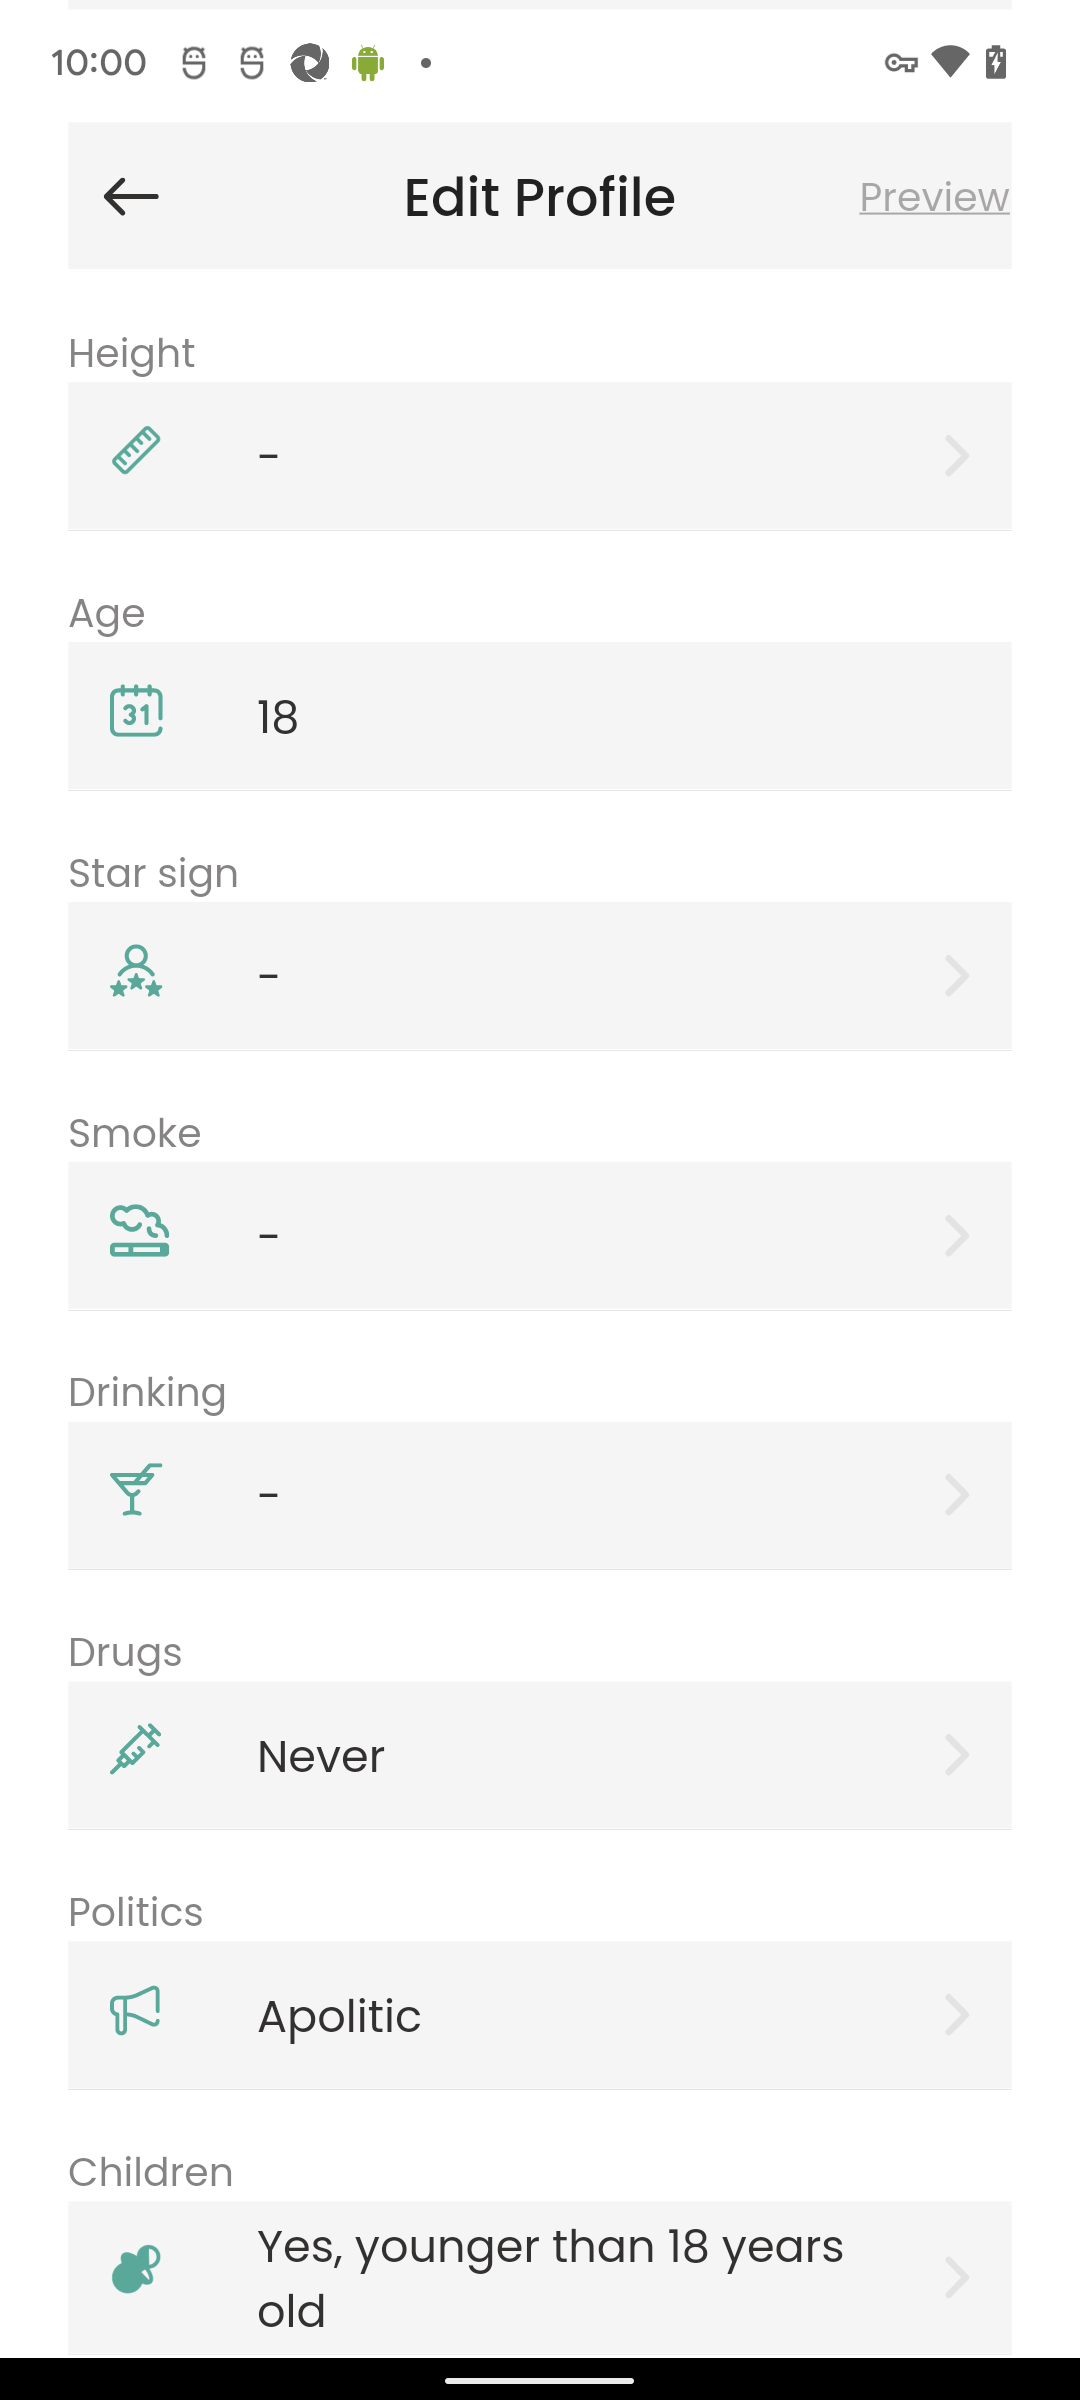 10:00
Edit Profile
Preview
Height
-
Age
31
18
Star sign
-
Smoke
-
Drinking
-
Drugs
Never
Politics
Apolitic
Children
Yes, younger than 18 years
old